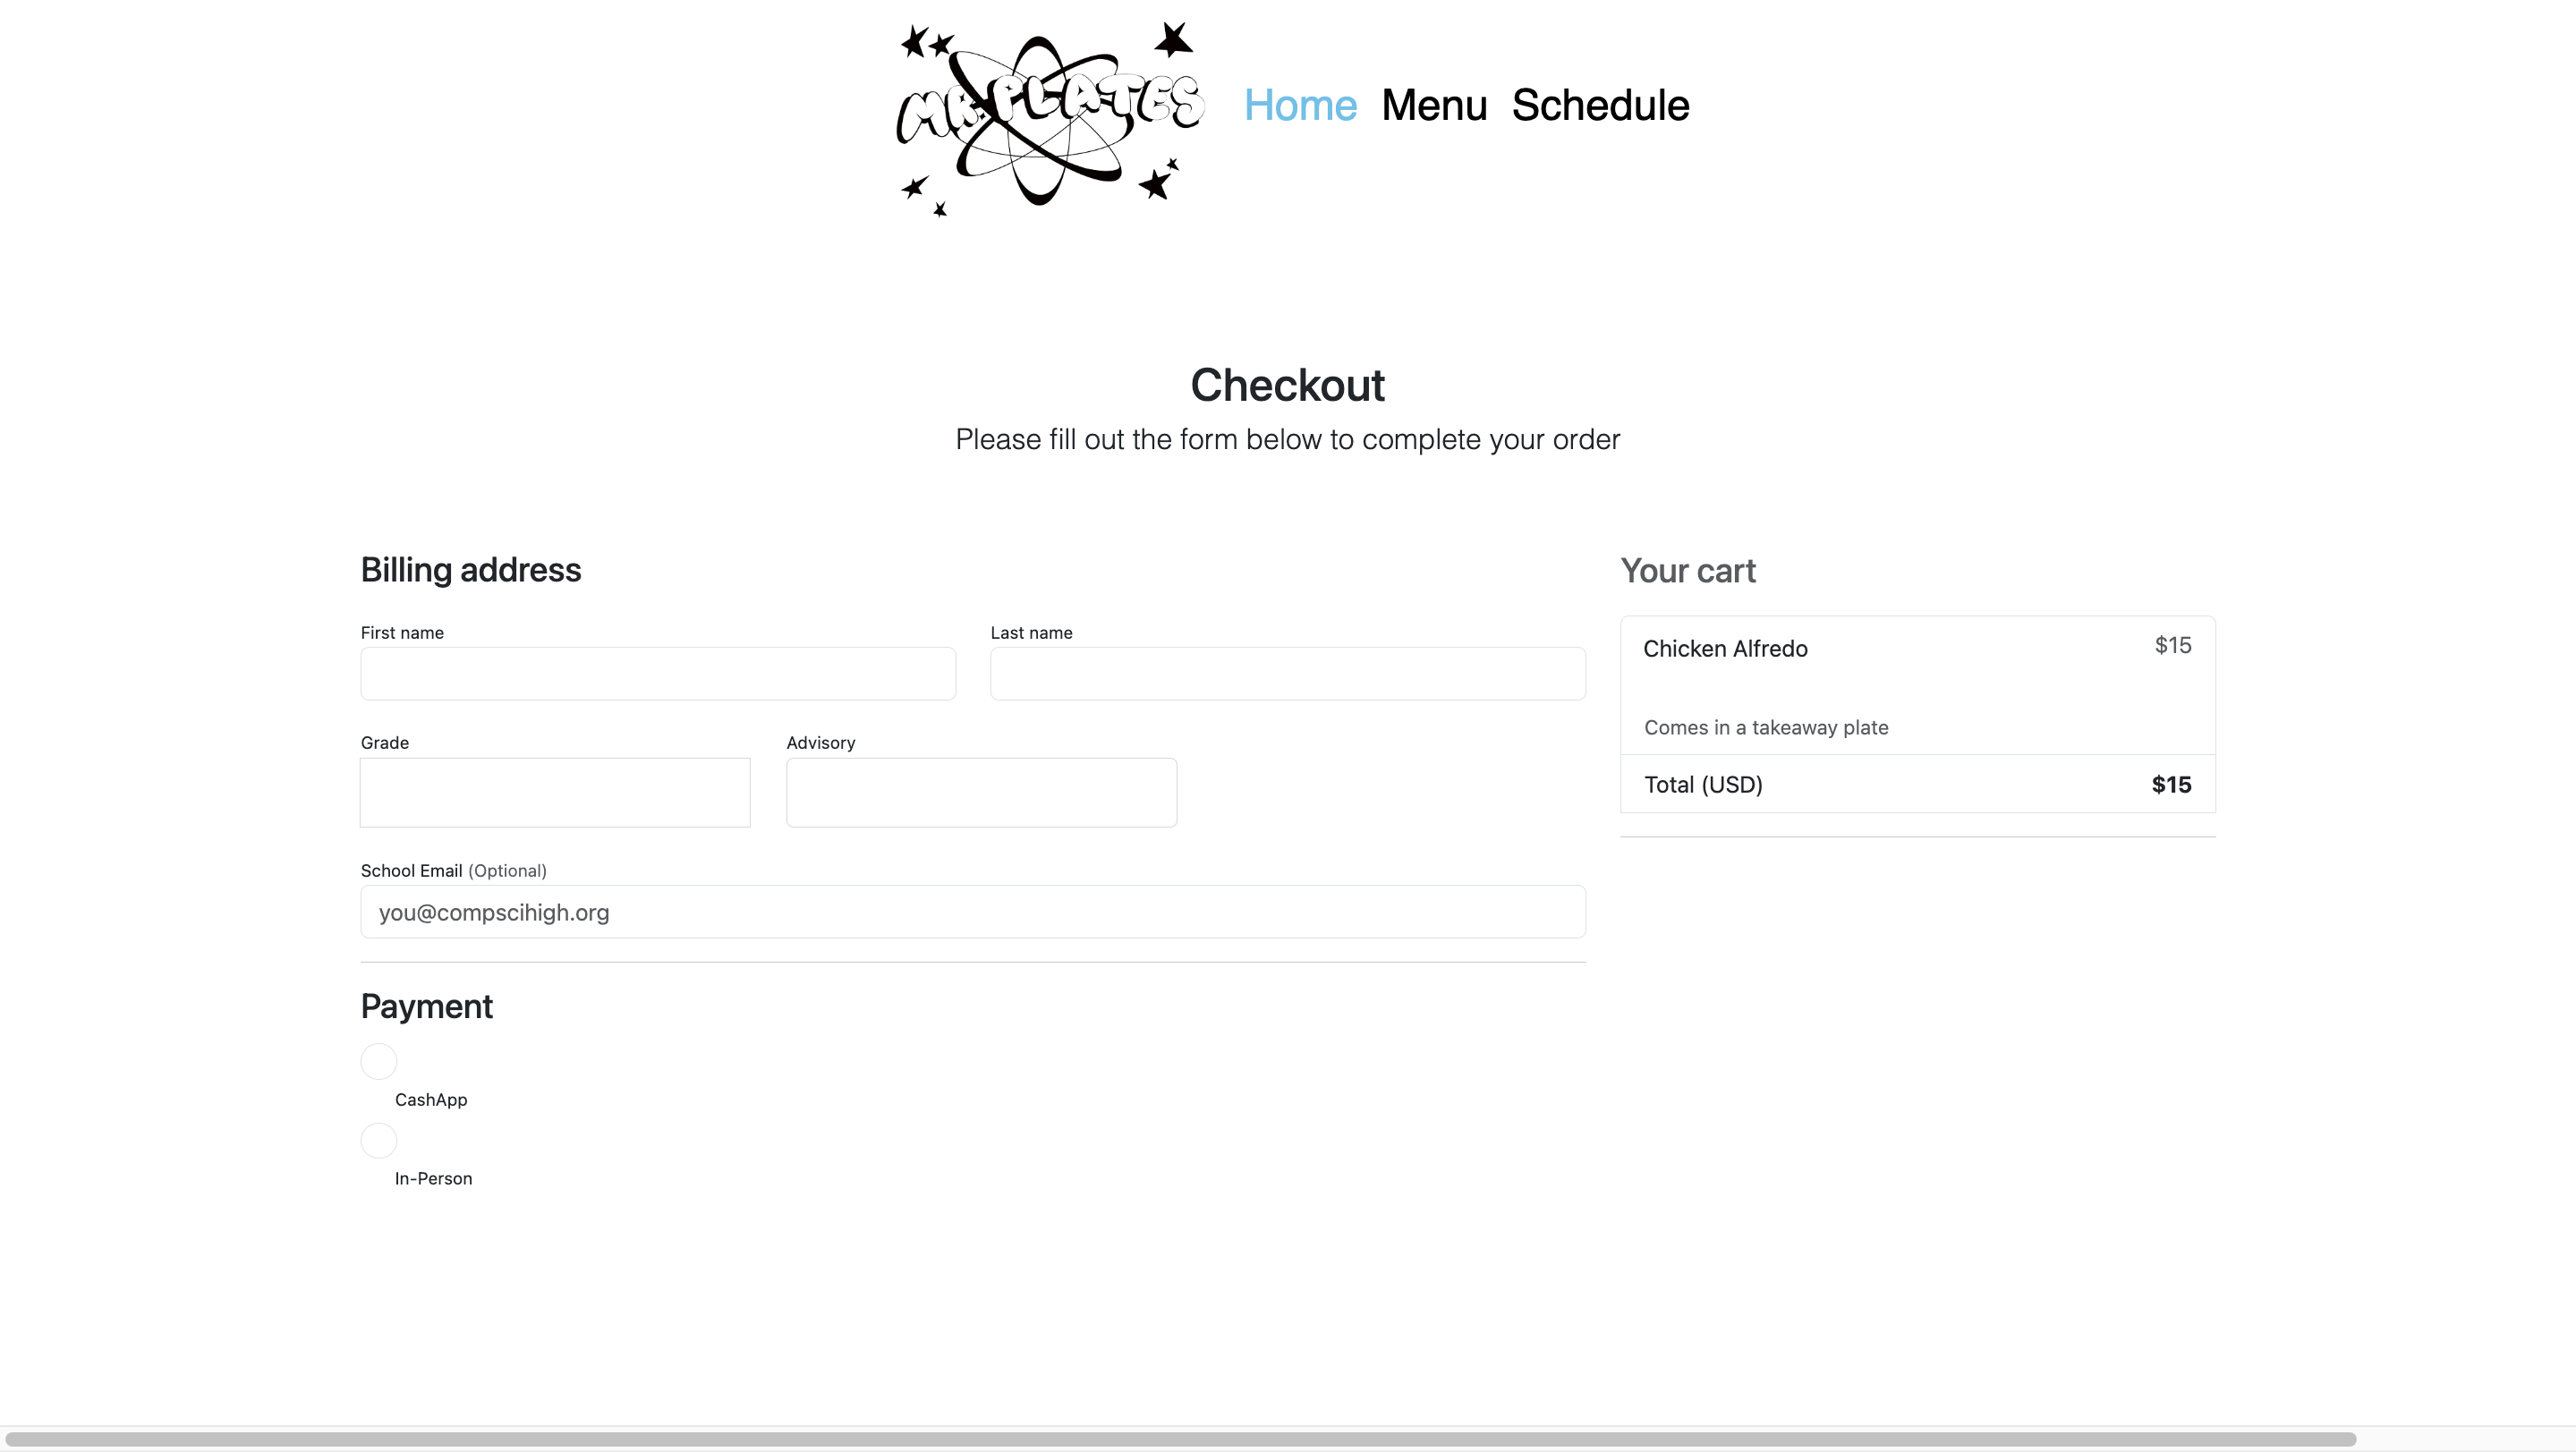 MR. PLATES
Home Menu Schedule
Checkout
Please fill out the form below to complete your order
Billing address
First name Last name
Grade Advisory
School Email (Optional)
you@compscihigh.org
Payment
CashApp
In-Person
Your cart
Chicken Alfredo $15
Comes in a takeaway plate
Total (USD) $15